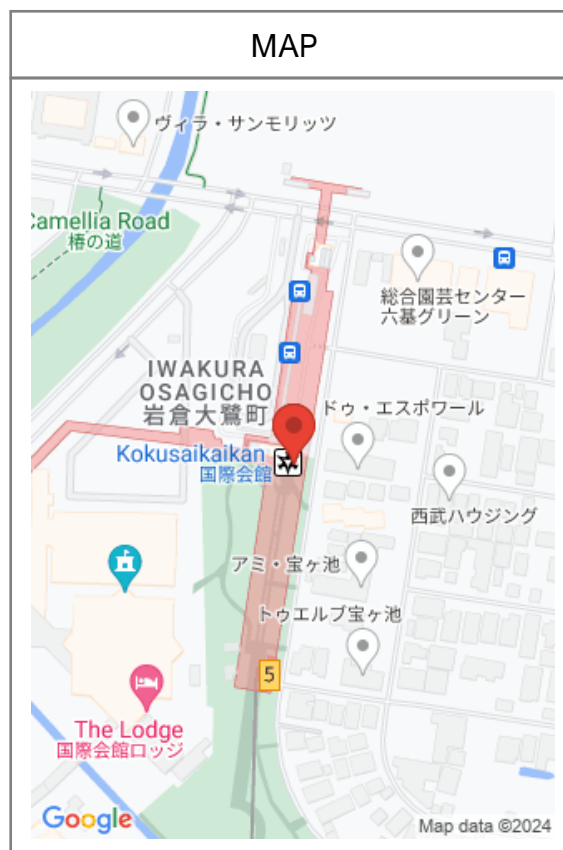 MAP
ヴィラ・サンモリッツ
Camellia Road
椿の道
総合園芸センター
六基グリーン
IWAKURA
OSAGICHO
岩倉大鷺町
ドゥ・エスポワール
Kokusaikaikan
国際会館
西武ハウジング
アミ・宝ヶ池
トゥエルブ宝ヶ池
5
The Lodge
国際会館ロッジ
Google
Map data ©2024